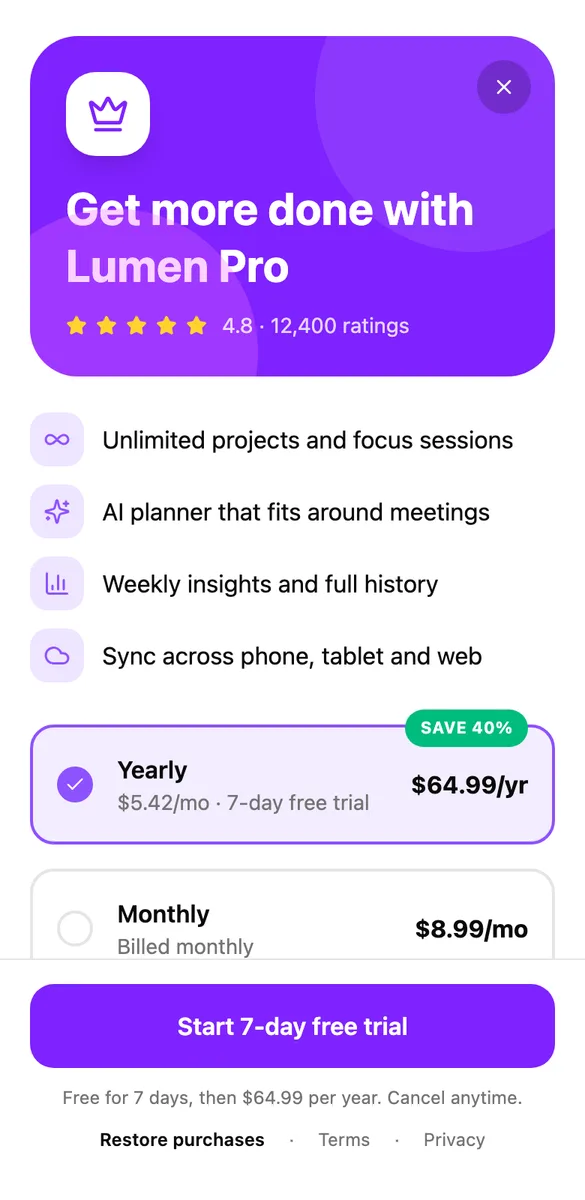 Get more done with
Lumen Pro
4.8 · 12,400 ratings
Unlimited projects and focus sessions
AI planner that fits around meetings
Weekly insights and full history
Sync across phone, tablet and web
SAVE 40%
Yearly
$5.42/mo · 7-day free trial
$64.99/yr
Monthly
Billed monthly
$8.99/mo
Start 7-day free trial
Free for 7 days, then $64.99 per year. Cancel anytime.
Restore purchases · Terms · Privacy